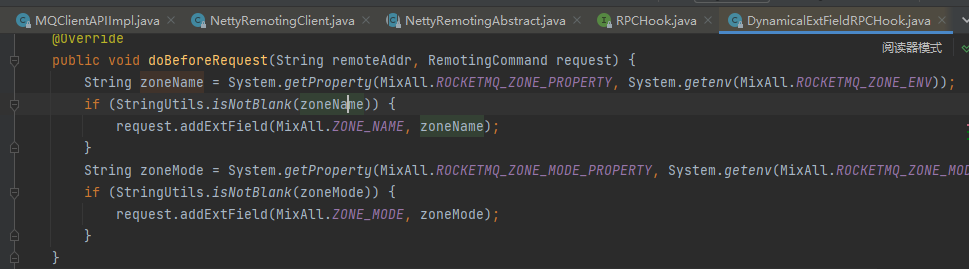 MQClientAPIImpl.java NettyRemotingClient.java NettyRemotingAbstract.java RPCHook.java DynamicalExtFieldRPCHook.java
阅读器模式
@Override
public void doBeforeRequest(String remoteAddr, RemotingCommand request) {
String zoneName = System.getProperty(MixAll.ROCKETMQ_ZONE_PROPERTY, System.getenv(MixAll.ROCKETMQ_ZONE_ENV));
if (StringUtils.isNotBlank(zoneName)) {
request.addExtField(MixAll.ZONE_NAME, zoneName);
}
String zoneMode = System.getProperty(MixAll.ROCKETMQ_ZONE_MODE_PROPERTY, System.getenv(MixAll.ROCKETMQ_ZONE_MOD
if (StringUtils.isNotBlank(zoneMode)) {
request.addExtField(MixAll.ZONE_MODE, zoneMode);
}
}